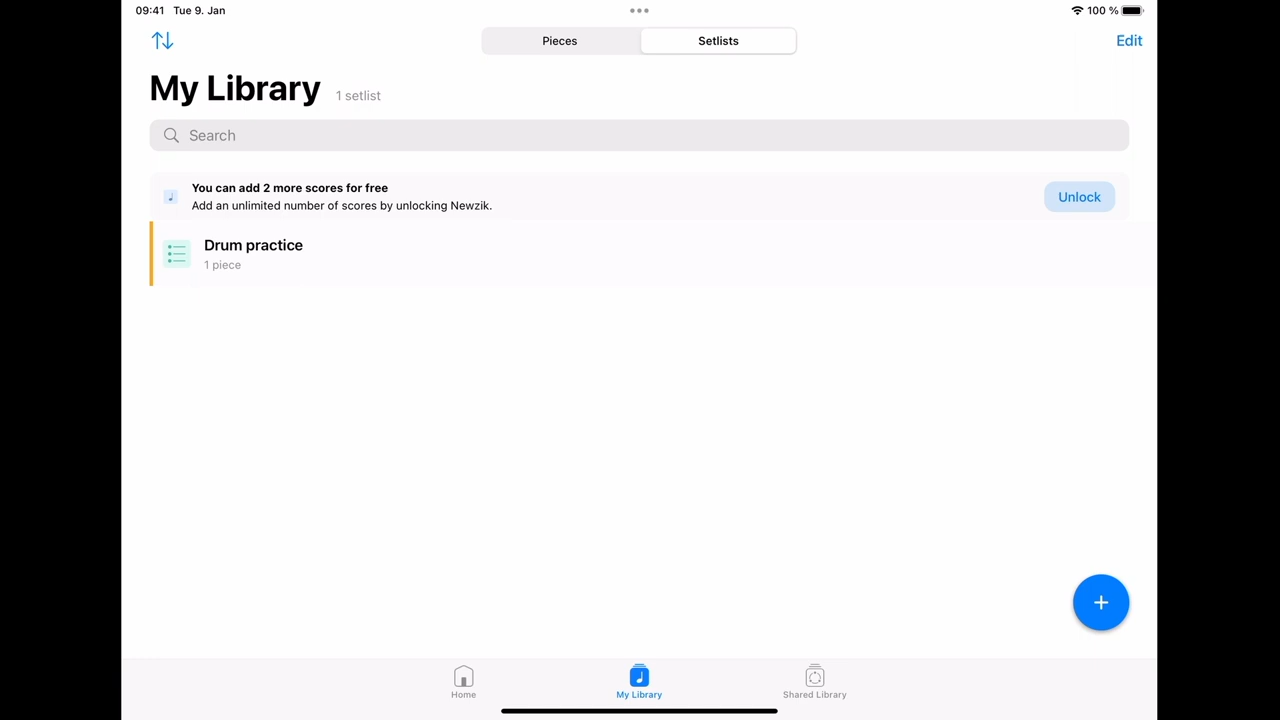 09:41 Tue 9. Jan
100 %
Pieces
Setlists
Edit
My Library
1 setlist
Search
You can add 2 more scores for free
Add an unlimited number of scores by unlocking Newzik.
Unlock
Drum practice
1 piece
Home
My Library
Shared Library